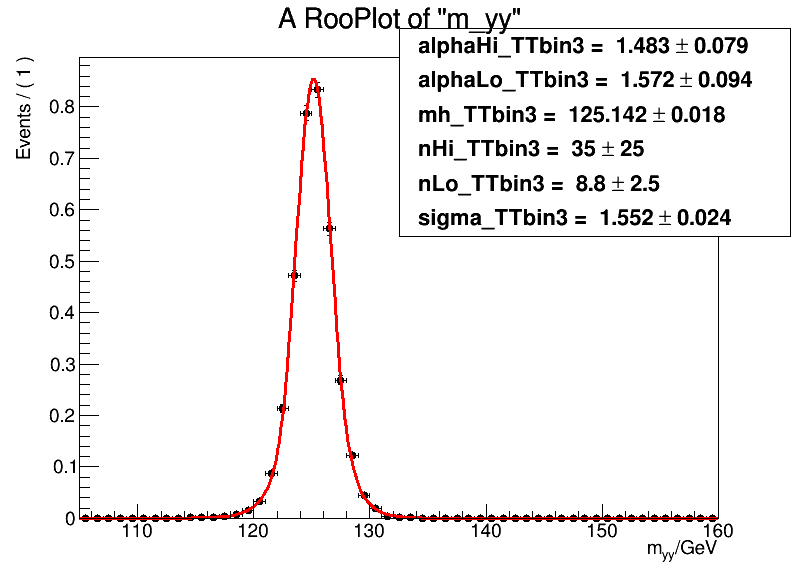 A RooPlot of "m_yy"
alphaHi_TTbin3 = 1.483 ± 0.079
alphaLo_TTbin3 = 1.572 ± 0.094
mh_TTbin3 = 125.142 ± 0.018
nHi_TTbin3 = 35 ± 25
nLo_TTbin3 = 8.8 ± 2.5
sigma_TTbin3 = 1.552 ± 0.024
Events / ( 1 )
0.8
0.7
0.6
0.5
0.4
0.3
0.2
0.1
0
110 120 130 140 150 160
m_yy/GeV